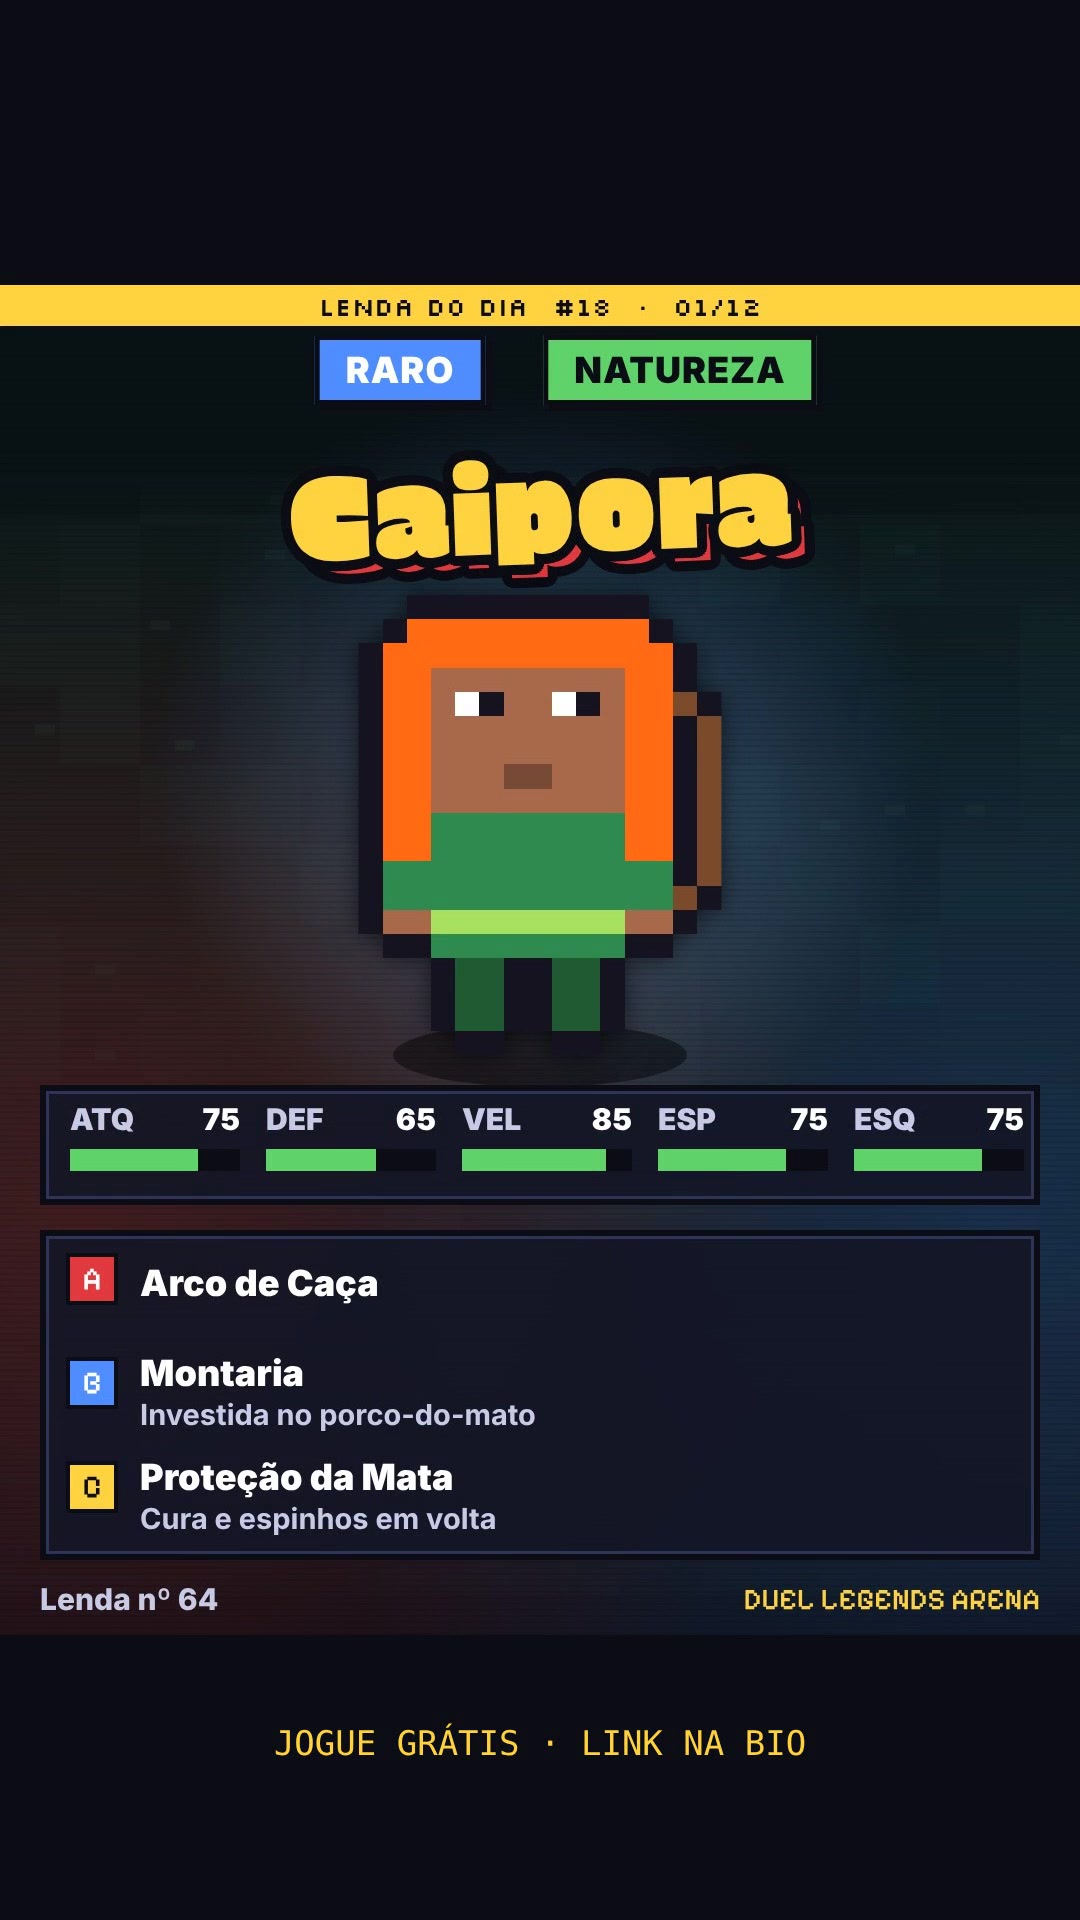 LENDA DO DIA #18 · 01/12
RARO NATUREZA
Caipora
ATQ 75 DEF 65 VEL 85 ESP 75 ESQ 75
A Arco de Caça
B Montaria
Investida no porco-do-mato
C Proteção da Mata
Cura e espinhos em volta
Lenda nº 64 DUEL LEGENDS ARENA
JOGUE GRÁTIS · LINK NA BIO